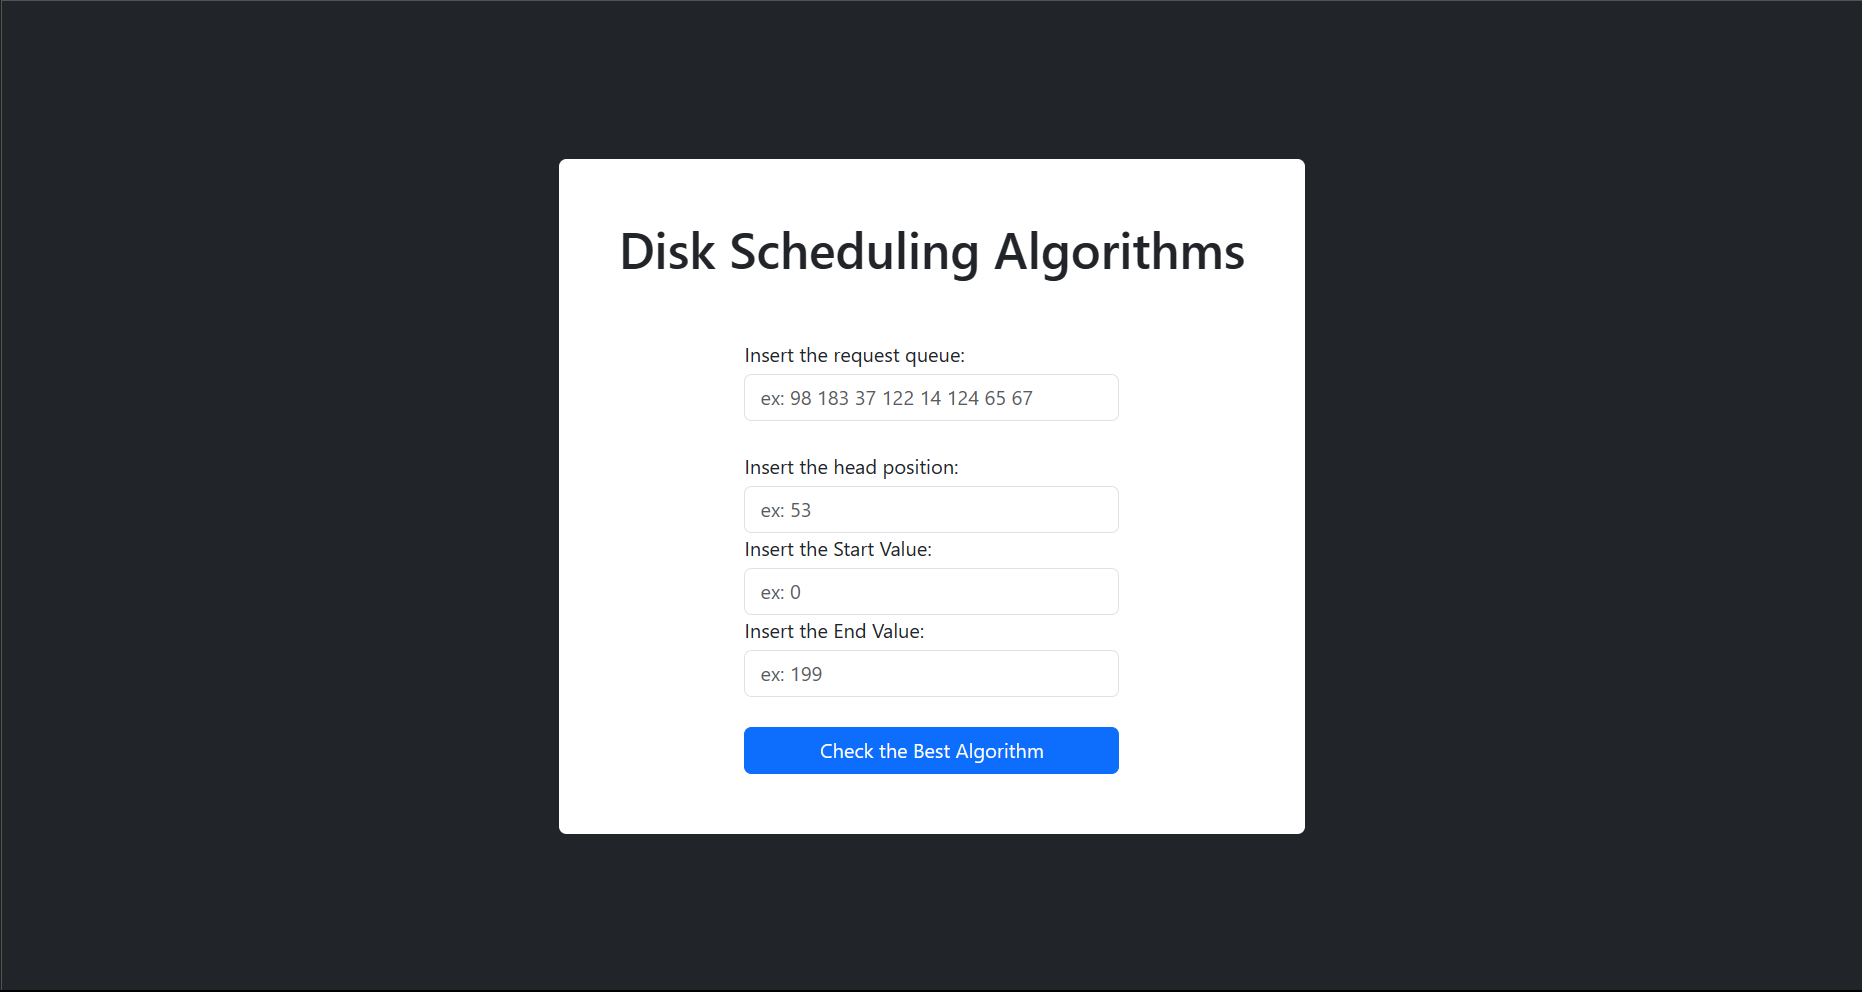 Disk Scheduling Algorithms
Insert the request queue:
ex: 98 183 37 122 14 124 65 67
Insert the head position:
ex: 53
Insert the Start Value:
ex: 0
Insert the End Value:
ex: 199
Check the Best Algorithm